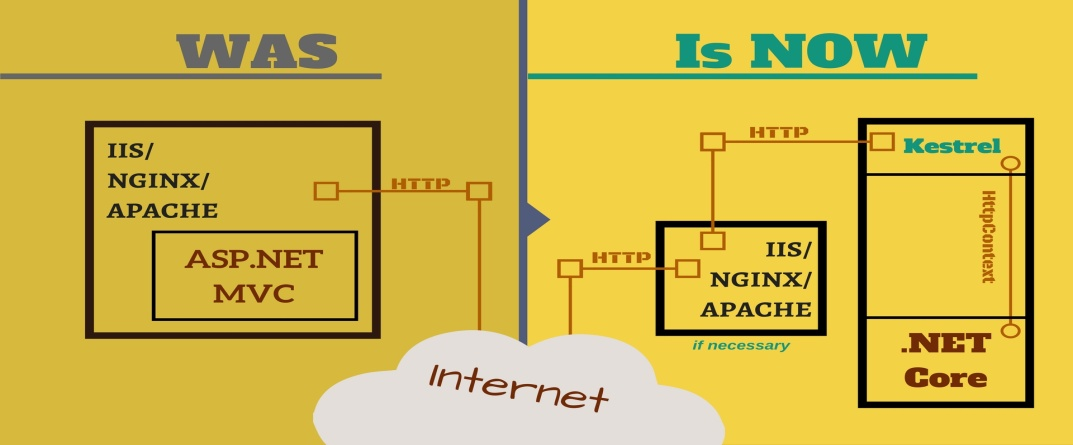 WAS
IIS/
NGINX/
APACHE
HTTP
ASP.NET
MVC
Is NOW
HTTP
Kestrel
HttpContext
HTTP
IIS/
NGINX/
APACHE
if necessary
.NET
Core
Internet